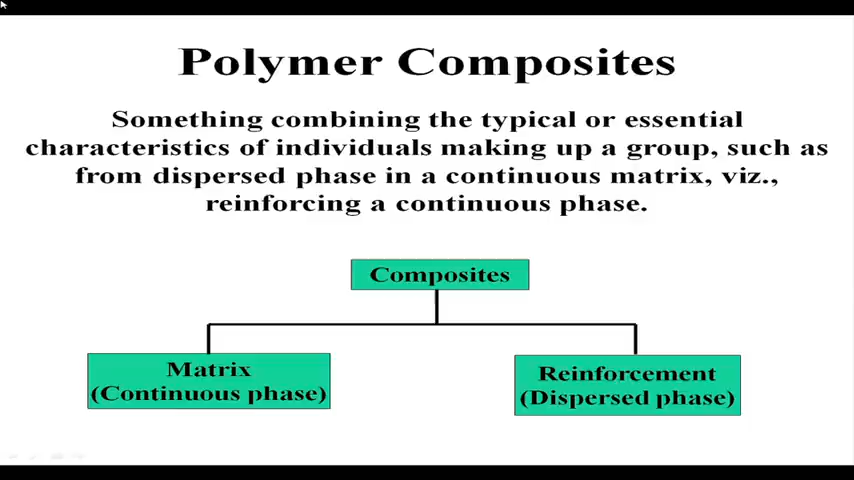 Polymer Composites
Something combining the typical or essential
characteristics of individuals making up a group, such as
from dispersed phase in a continuous matrix, viz.,
reinforcing a continuous phase.
Composites
Matrix
(Continuous phase)
Reinforcement
(Dispersed phase)